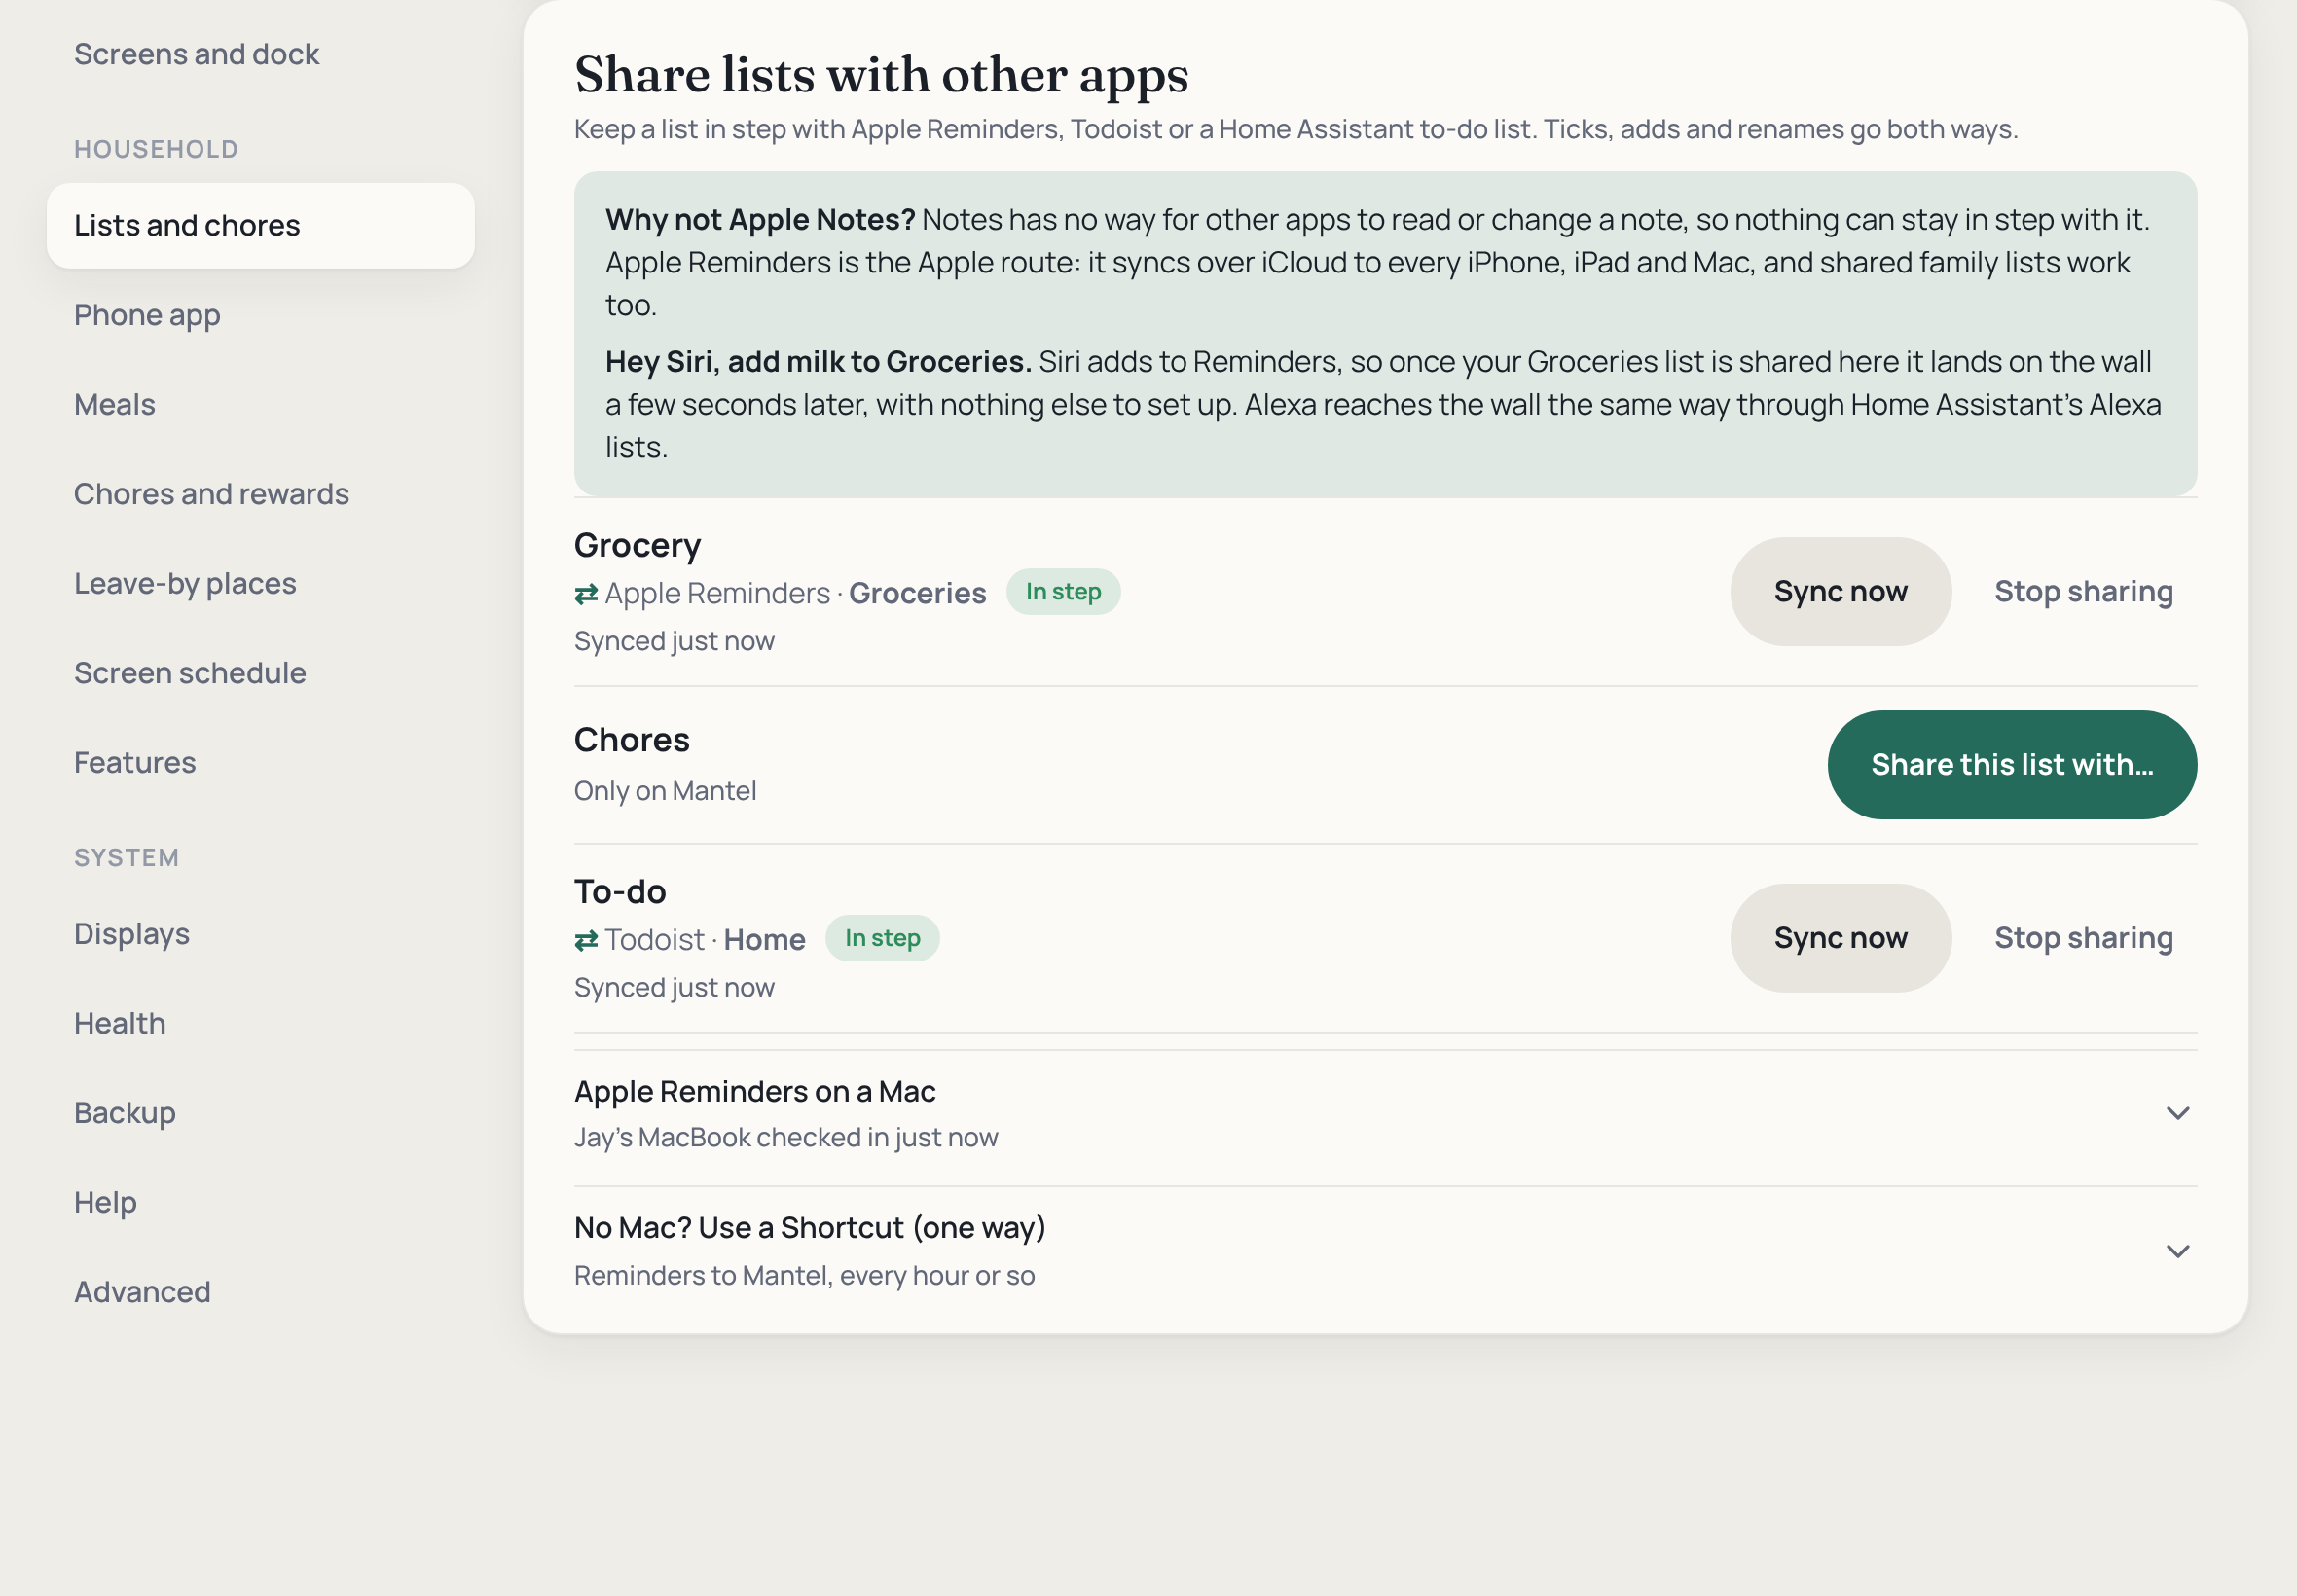 Screens and dock
HOUSEHOLD
Lists and chores
Phone app
Meals
Chores and rewards
Leave-by places
Screen schedule
Features
SYSTEM
Displays
Health
Backup
Help
Advanced
Share lists with other apps
Keep a list in step with Apple Reminders, Todoist or a Home Assistant to-do list. Ticks, adds and renames go both ways.
Why not Apple Notes? Notes has no way for other apps to read or change a note, so nothing can stay in step with it.
Apple Reminders is the Apple route: it syncs over iCloud to every iPhone, iPad and Mac, and shared family lists work
too.
Hey Siri, add milk to Groceries. Siri adds to Reminders, so once your Groceries list is shared here it lands on the wall
a few seconds later, with nothing else to set up. Alexa reaches the wall the same way through Home Assistant’s Alexa
lists.
Grocery
⇄ Apple Reminders · Groceries In step
Synced just now
Sync now Stop sharing
Chores
Only on Mantel
Share this list with…
To-do
⇄ Todoist · Home In step
Synced just now
Sync now Stop sharing
Apple Reminders on a Mac
Jay’s MacBook checked in just now
No Mac? Use a Shortcut (one way)
Reminders to Mantel, every hour or so